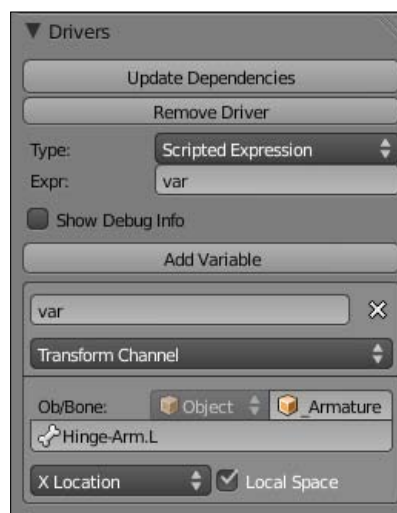 Drivers
Update Dependencies
Remove Driver
Type: Scripted Expression
Expr: var
Show Debug Info
Add Variable
var
Transform Channel
Ob/Bone: Object _Armature
Hinge-Arm.L
X Location Local Space